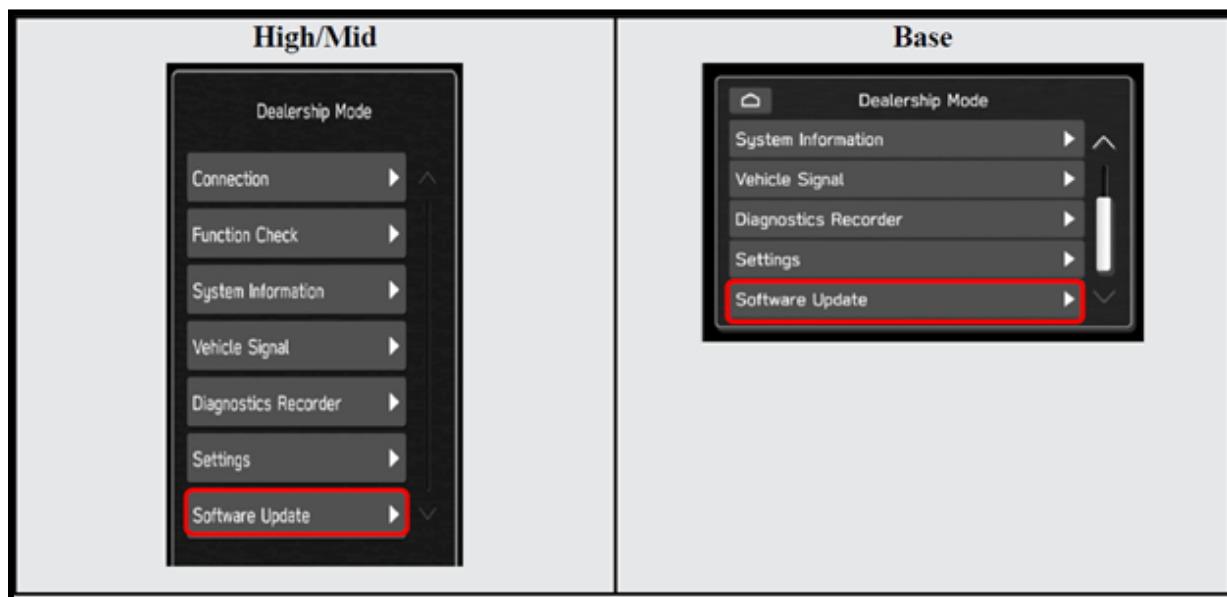 High/Mid
Dealership Mode
Connection
Function Check
System Information
Vehicle Signal
Diagnostics Recorder
Settings
Software Update
Base
Dealership Mode
System Information
Vehicle Signal
Diagnostics Recorder
Settings
Software Update